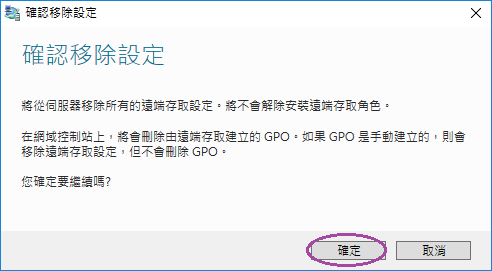 確認移除設定
確認移除設定
將從伺服器移除所有的遠端存取設定。將不會解除安裝遠端存取角色。
在網域控制站上，將會刪除由遠端存取建立的 GPO。如果 GPO 是手動建立的，則會
移除遠端存取設定，但不會刪除 GPO。
您確定要繼續嗎?
確定 取消